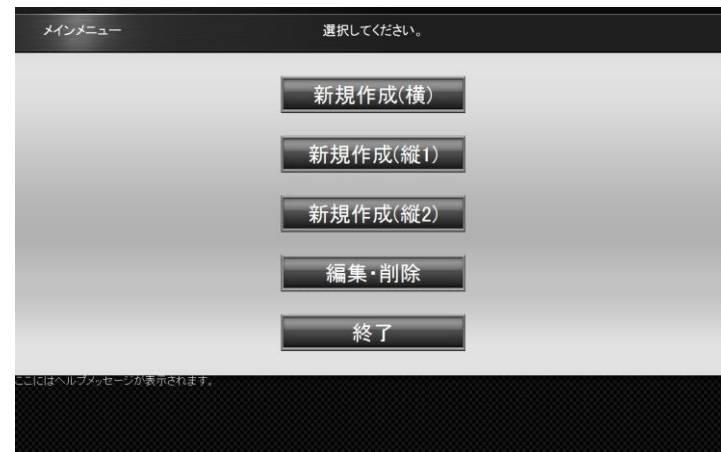 メインメニュー
選択してください。
新規作成(横)
新規作成(縦1)
新規作成(縦2)
編集・削除
終了
ここにはヘルプメッセージが表示されます。